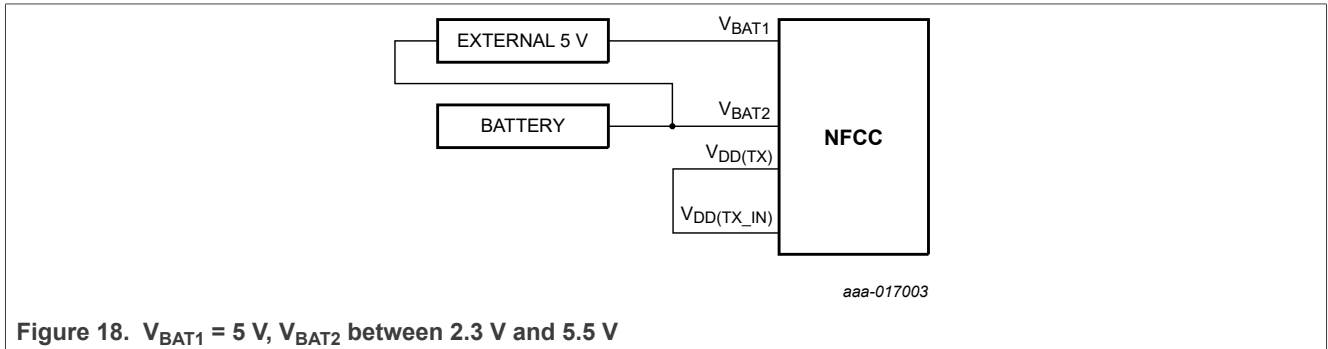 EXTERNAL 5 V
VBAT1
BATTERY
VBAT2
NFCC
VDD(TX)
VDD(TX_IN)
aaa-017003
Figure 18. VBAT1 = 5 V, VBAT2 between 2.3 V and 5.5 V